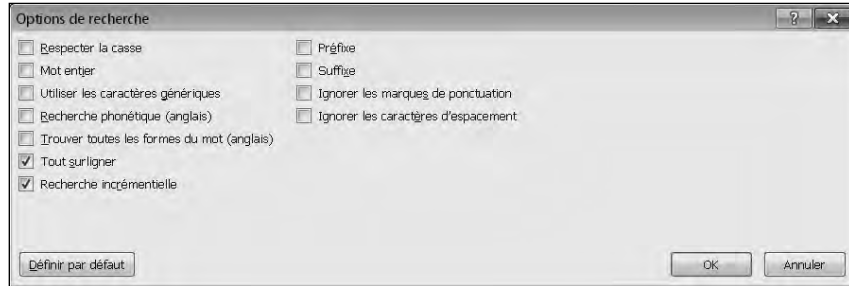 Options de recherche
Respecter la casse
Mot entier
Utiliser les caractères génériques
Recherche phonétique (anglais)
Trouver toutes les formes du mot (anglais)
Tout surligner
Recherche incrémentielle
Préfixe
Suffixe
Ignorer les marques de ponctuation
Ignorer les caractères d'espacement
Définir par défaut
OK
Annuler